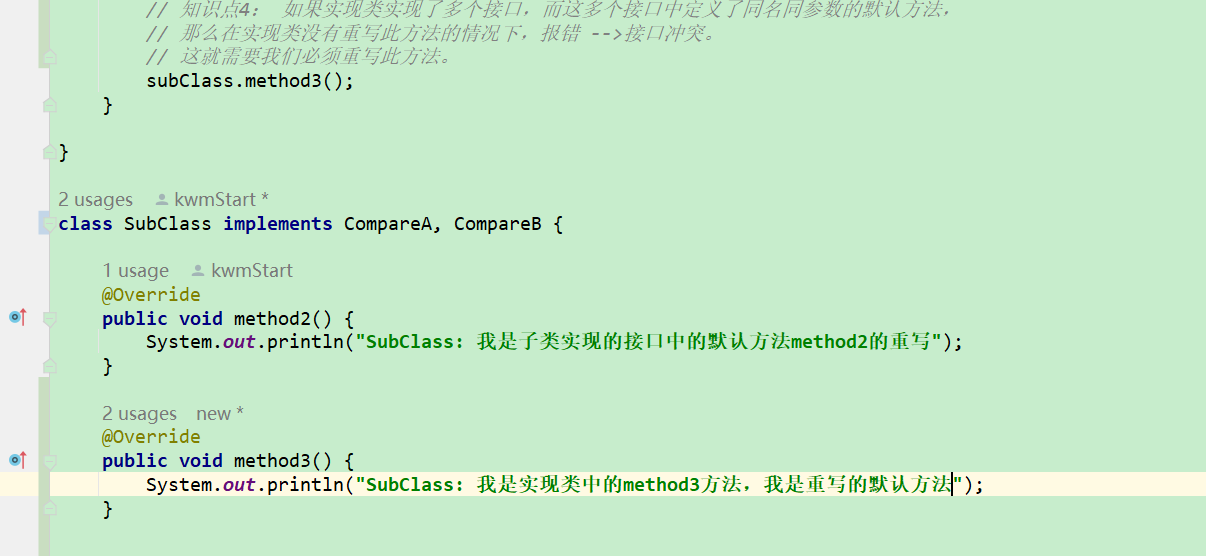 // 知识点4： 如果实现类实现了多个接口，而这多个接口中定义了同名同参数的默认方法，
// 那么在实现类没有重写此方法的情况下，报错 -->接口冲突。
// 这就需要我们必须重写此方法。
subClass.method3();
}
}
2 usages kwmStart *
class SubClass implements CompareA, CompareB {
1 usage kwmStart
@Override
public void method2() {
System.out.println("SubClass: 我是子类实现的接口中的默认方法method2的重写");
}
2 usages new *
@Override
public void method3() {
System.out.println("SubClass: 我是实现类中的method3方法，我是重写的默认方法");
}